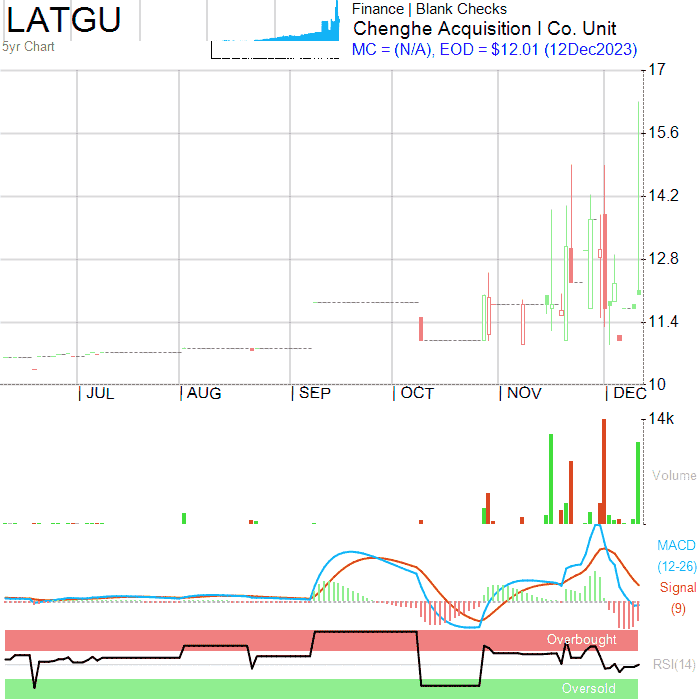 LATGU
5yr Chart
Finance | Blank Checks
Chenghe Acquisition I Co. Unit
MC = (N/A), EOD = $12.01 (12Dec2023)
17
15.6
14.2
12.8
11.4
10
JUL
AUG
SEP
OCT
NOV
DEC
14k
Volume
MACD
(12-26)
Signal
(9)
Overbought
RSI(14)
Oversold